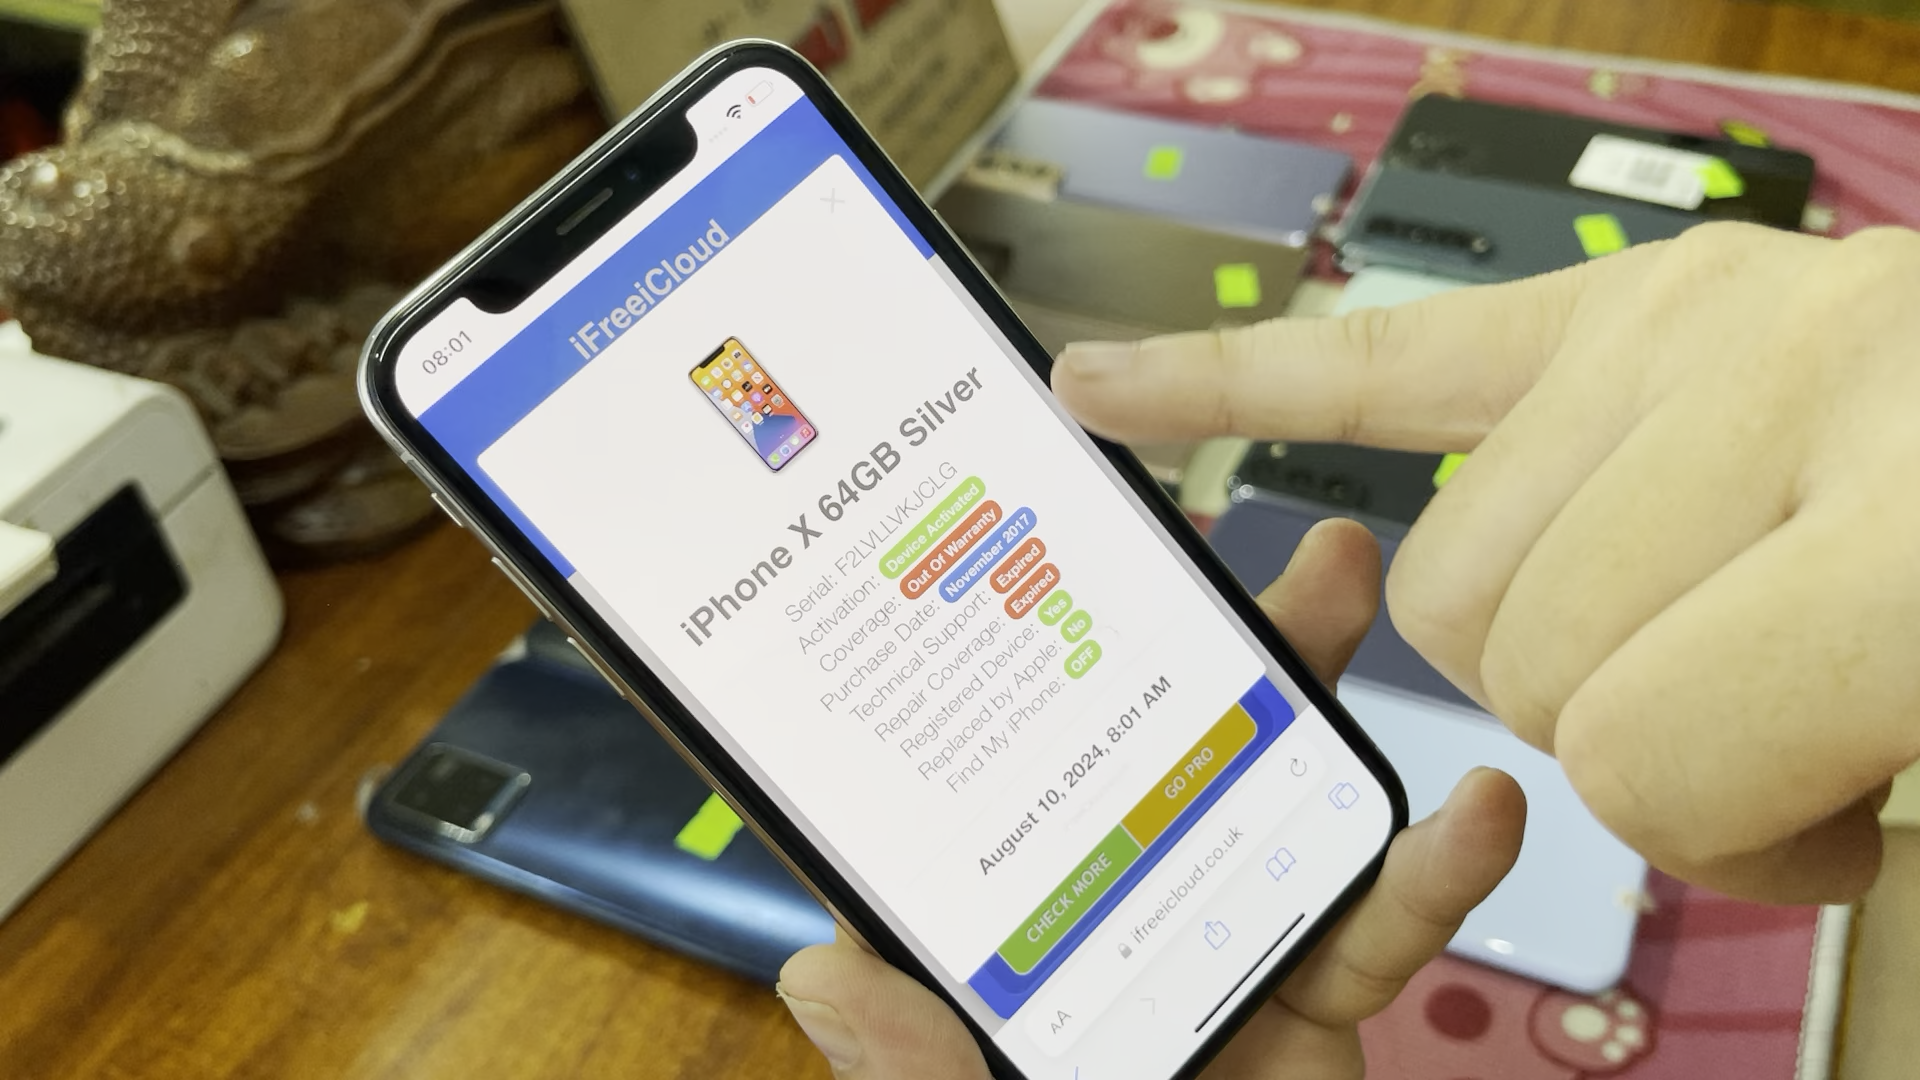 08:01
iFreeiCloud
iPhone X 64GB Silver
Serial: F2LVLLLVKJCLG
Activation: Device Activated
Coverage: Out Of Warranty
Purchase Date: November 2017
Technical Support: Expired
Repair Coverage: Expired
Registered Device: Yes
Replaced by Apple: No
Find My iPhone: OFF
August 10, 2024, 8:01 AM
CHECK MORE
GO PRO
AA
ifreeicloud.co.uk